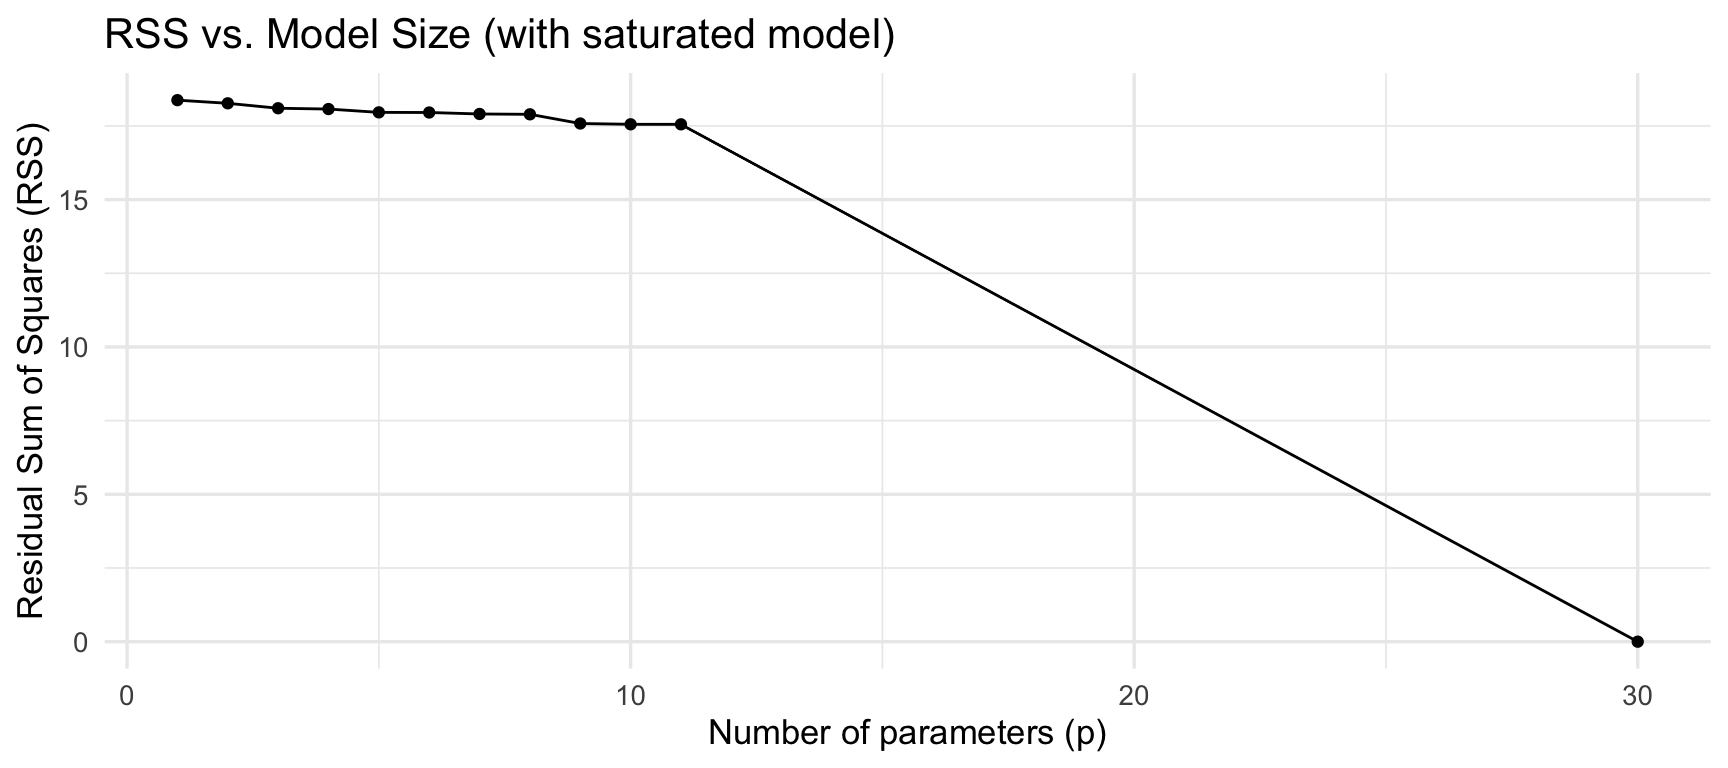 RSS vs. Model Size (with saturated model)
Residual Sum of Squares (RSS)
15
10
5
0
0 10 20 30
Number of parameters (p)